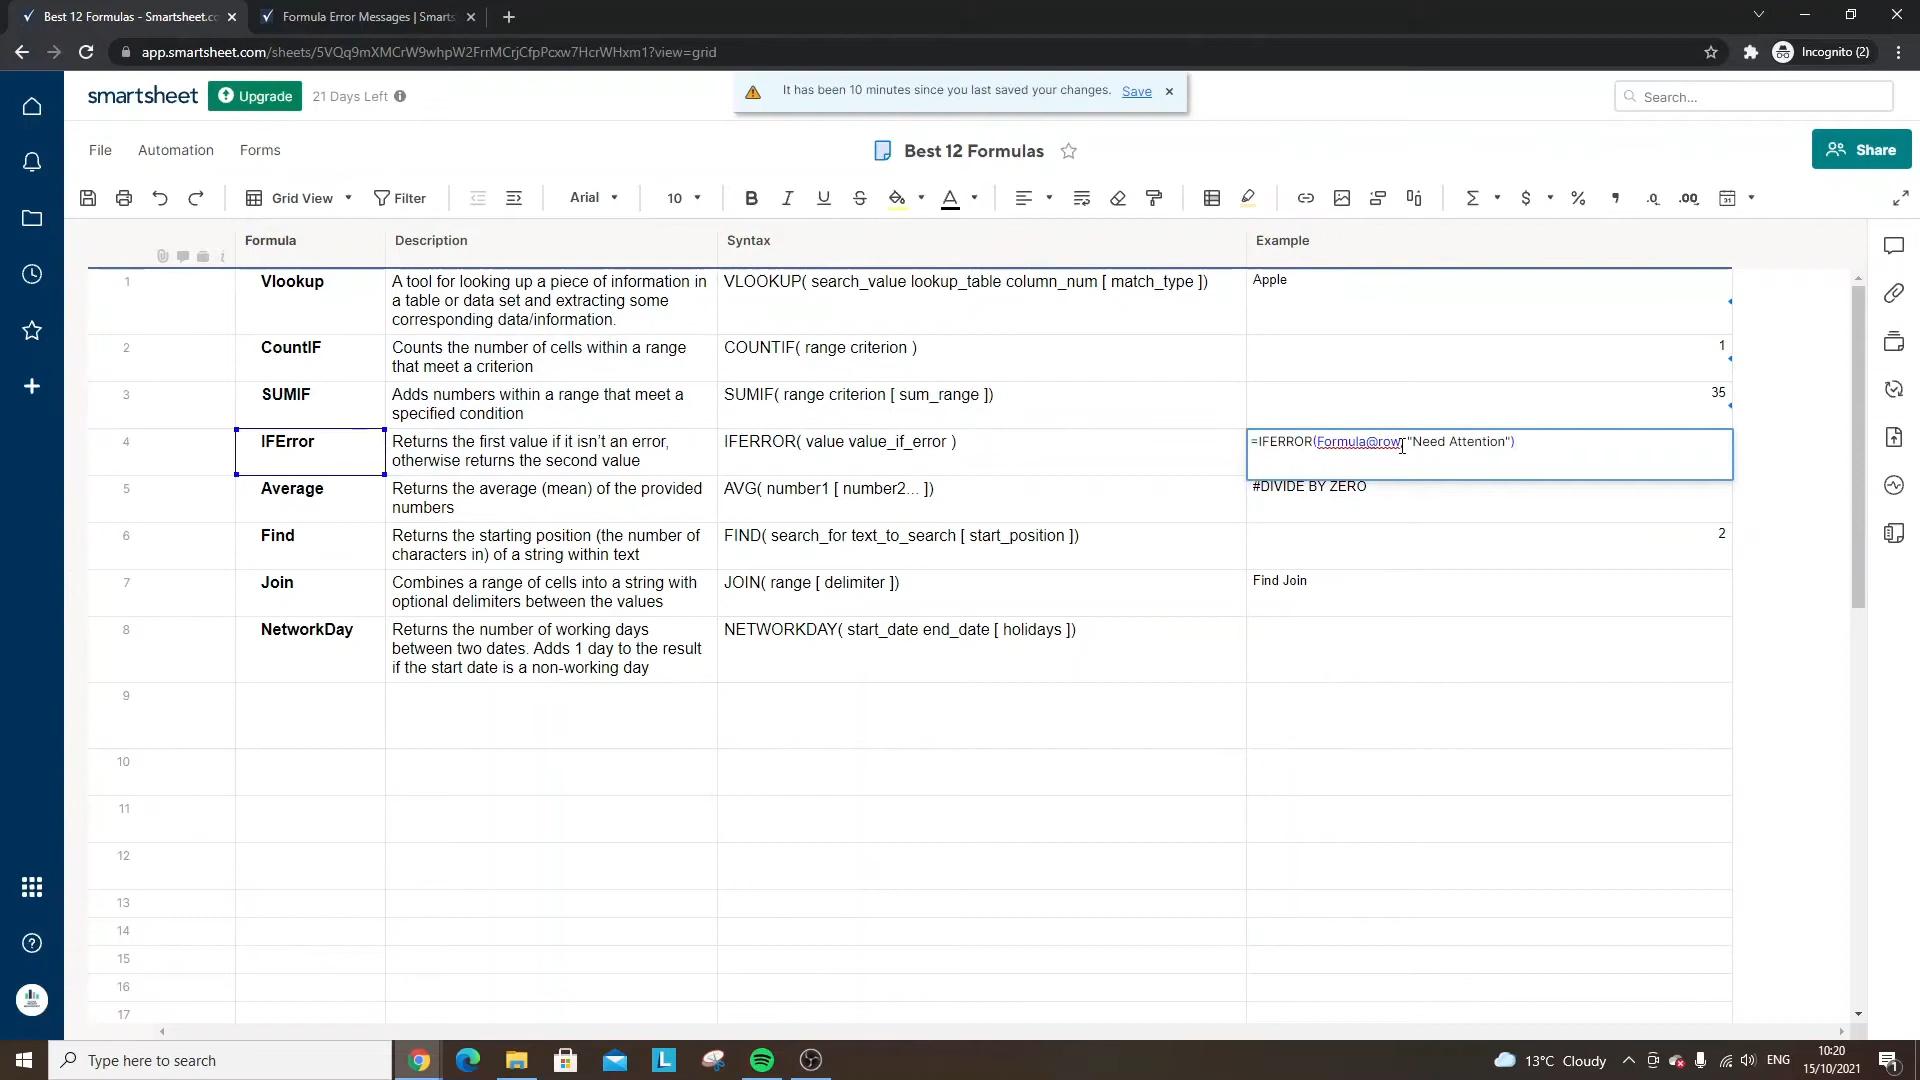 Best 12 Formulas - Smartsheet.co
Formula Error Messages | Smarts
app.smartsheet.com/sheets/5VQq9mXMCrW9whpW2FrrMCrjCfpPcxw7HcrWHxm1?view=grid
Incognito (2)
smartsheet
Upgrade
21 Days Left
It has been 10 minutes since you last saved your changes. Save
Search...
File
Automation
Forms
Best 12 Formulas
Share
Grid View
Filter
Arial
10
B
I
U
S
A
Σ
$
%
.0
.00
31
Formula
Description
Syntax
Example
1
Vlookup
A tool for looking up a piece of information in
a table or data set and extracting some
corresponding data/information.
VLOOKUP( search_value lookup_table column_num [ match_type ])
Apple
2
CountIF
Counts the number of cells within a range
that meet a criterion
COUNTIF( range criterion )
1
3
SUMIF
Adds numbers within a range that meet a
specified condition
SUMIF( range criterion [ sum_range ])
35
4
IFError
Returns the first value if it isn't an error,
otherwise returns the second value
IFERROR( value value_if_error )
=IFERROR(Formula@row, "Need Attention")
5
Average
Returns the average (mean) of the provided
numbers
AVG( number1 [ number2... ])
#DIVIDE BY ZERO
6
Find
Returns the starting position (the number of
characters in) of a string within text
FIND( search_for text_to_search [ start_position ])
2
7
Join
Combines a range of cells into a string with
optional delimiters between the values
JOIN( range [ delimiter ])
Find Join
8
NetworkDay
Returns the number of working days
between two dates. Adds 1 day to the result
if the start date is a non-working day
NETWORKDAY( start_date end_date [ holidays ])
9
10
11
12
13
14
15
16
17
Type here to search
L
13°C Cloudy
ENG
10:20
15/10/2021
1